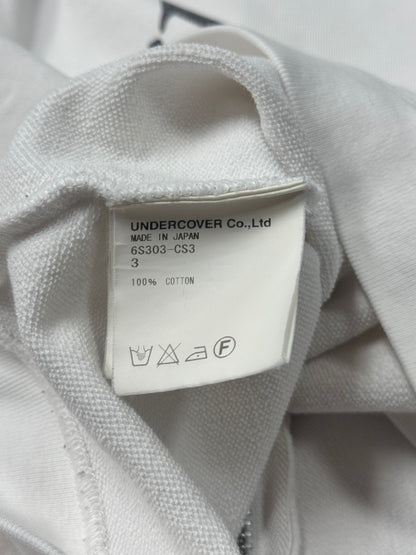 UNDERCOVER Co.,Ltd
MADE IN JAPAN
6S303-CS3
3
100% COTTON
F